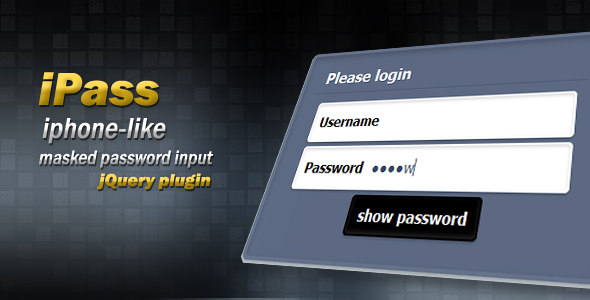 iPass
iphone-like
masked password input
jQuery plugin
Please login
Username
Password ••••w
show password